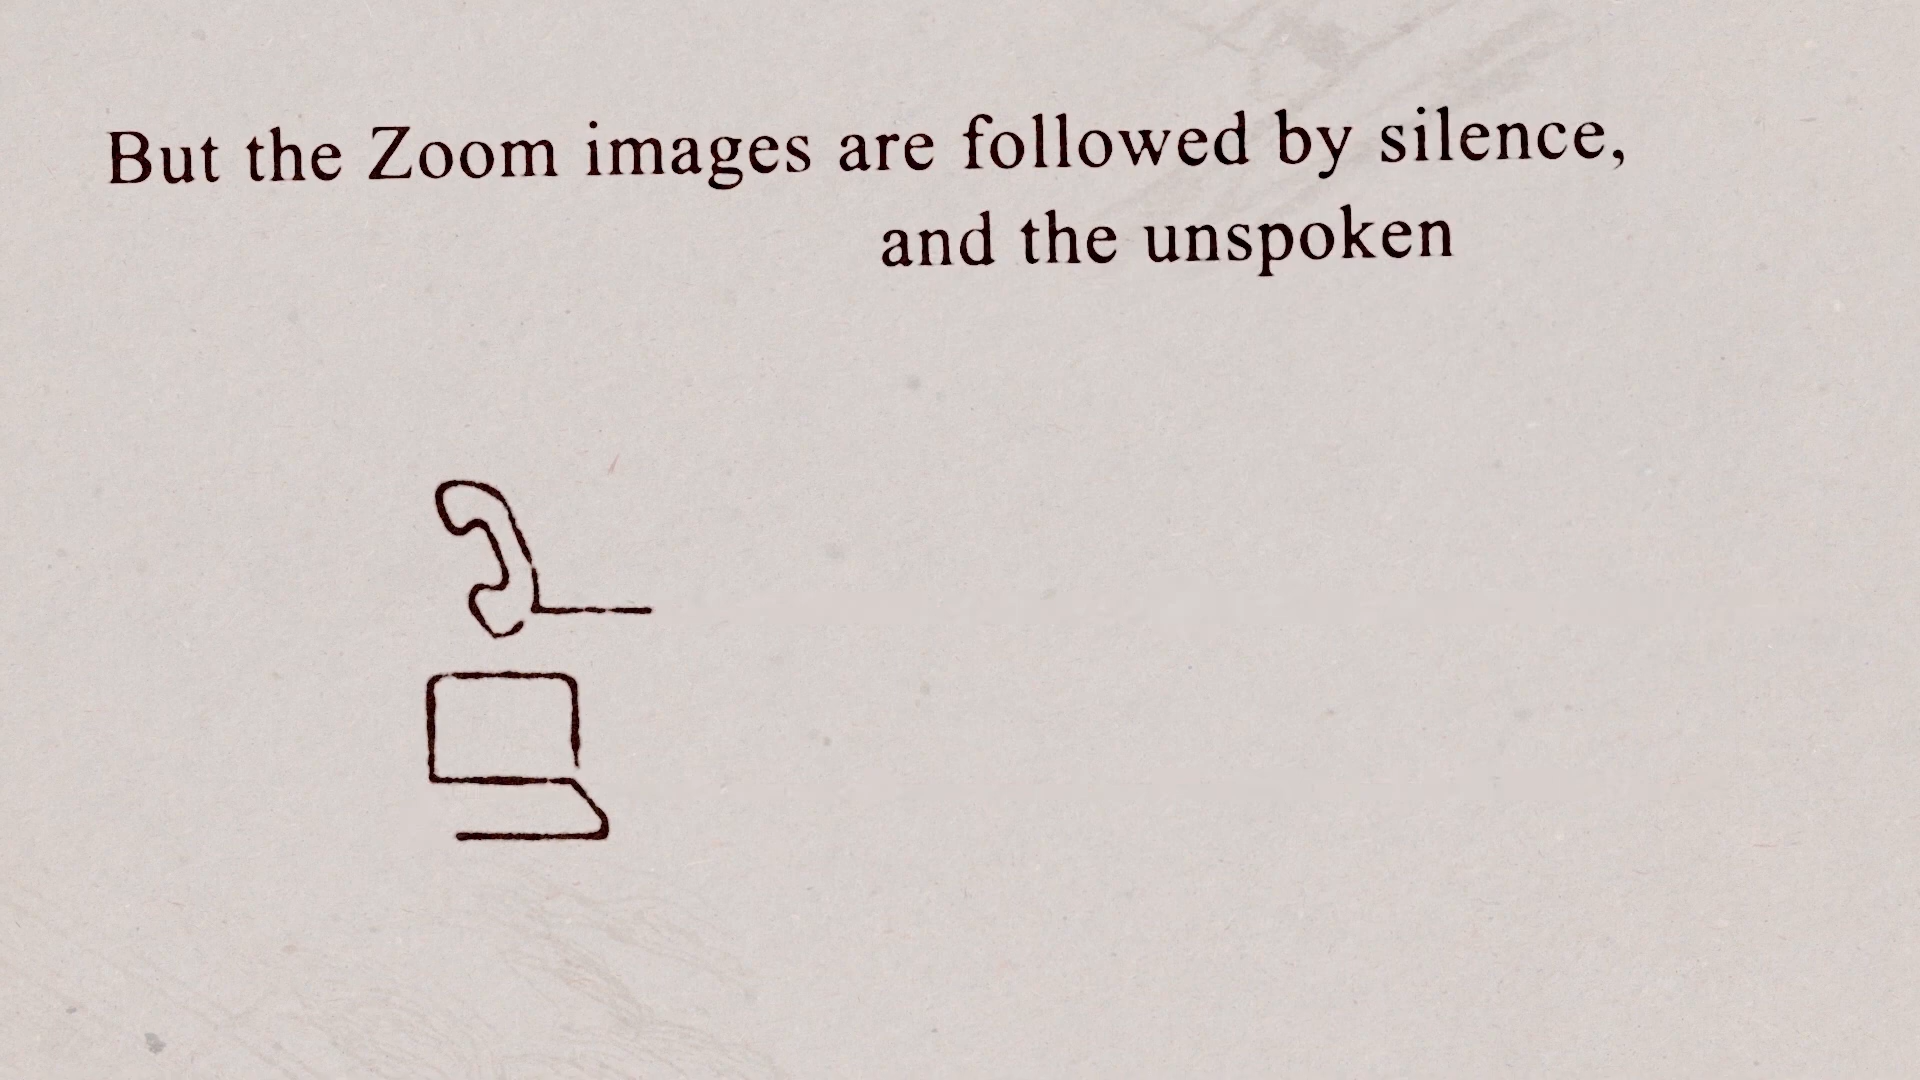 But the Zoom images are followed by silence,
and the unspoken